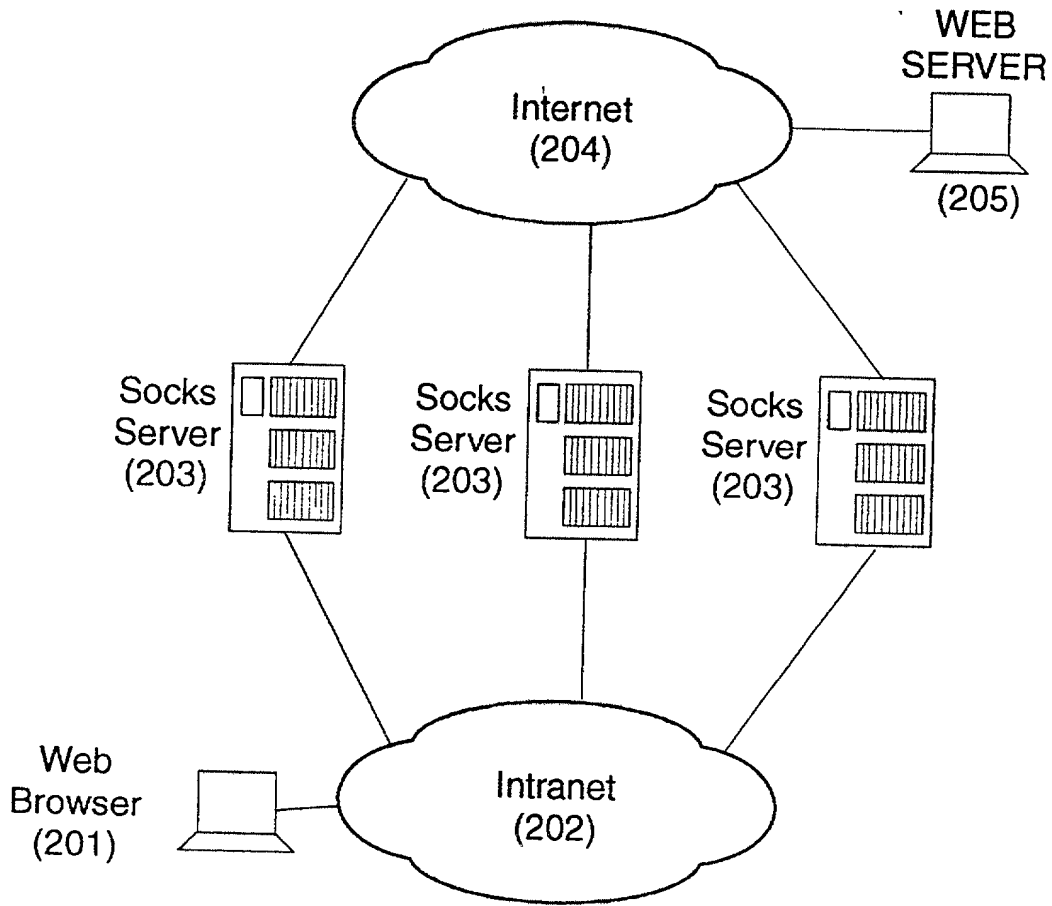 WEB
SERVER
(205)
Internet
(204)
Socks
Server
(203)
Socks
Server
(203)
Socks
Server
(203)
Web
Browser
(201)
Intranet
(202)